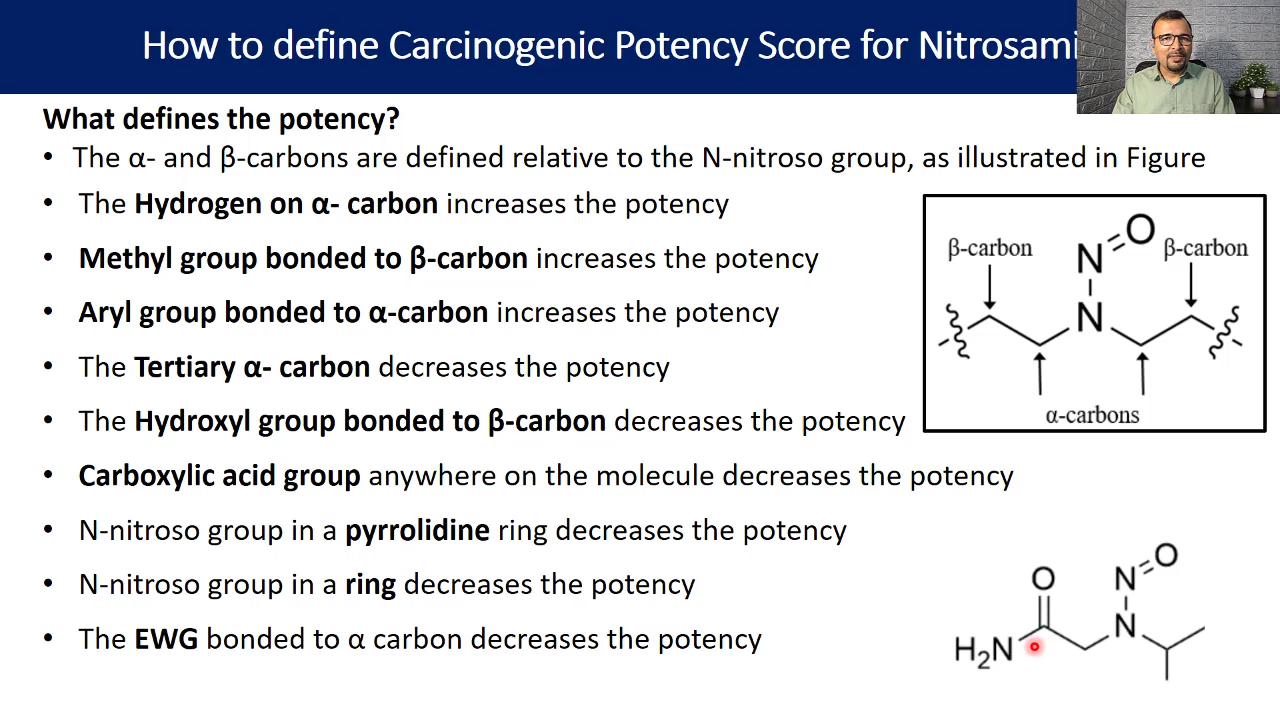 How to define Carcinogenic Potency Score for Nitrosami
What defines the potency?
• The α- and β-carbons are defined relative to the N-nitroso group, as illustrated in Figure
• The Hydrogen on α- carbon increases the potency
• Methyl group bonded to β-carbon increases the potency
• Aryl group bonded to α-carbon increases the potency
• The Tertiary α- carbon decreases the potency
• The Hydroxyl group bonded to β-carbon decreases the potency
• Carboxylic acid group anywhere on the molecule decreases the potency
• N-nitroso group in a pyrrolidine ring decreases the potency
• N-nitroso group in a ring decreases the potency
• The EWG bonded to α carbon decreases the potency
β-carbon
N
O
β-carbon
N
α-carbons
O
N
O
H₂N
N